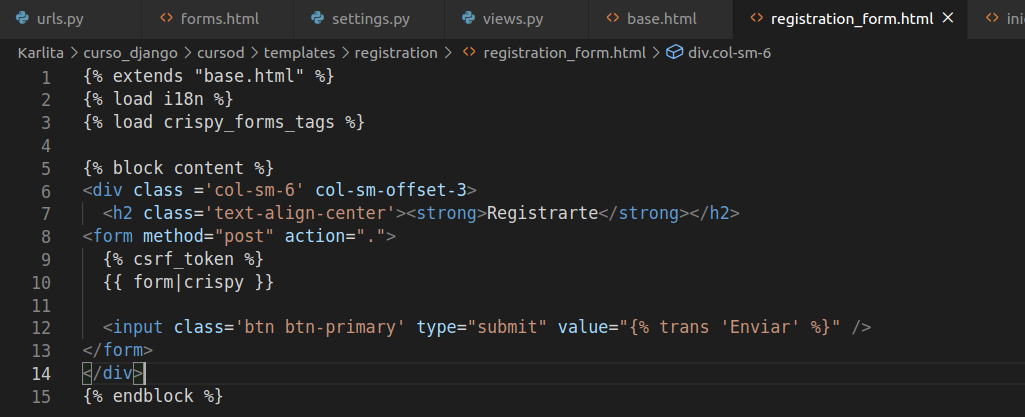 urls.py <> forms.html settings.py views.py <> base.html <> registration_form.html × <> ini
Karlita > curso_django > cursod > templates > registration > <> registration_form.html > div.col-sm-6
1 {% extends "base.html" %}
2 {% load i18n %}
3 {% load crispy_forms_tags %}
4
5 {% block content %}
6 <div class ='col-sm-6' col-sm-offset-3>
7 <h2 class='text-align-center'><strong>Registrarte</strong></h2>
8 <form method="post" action=".">
9 {% csrf_token %}
10 {{ form|crispy }}
11
12 <input class='btn btn-primary' type="submit" value="{% trans 'Enviar' %}" />
13 </form>
14 </div>
15 {% endblock %}